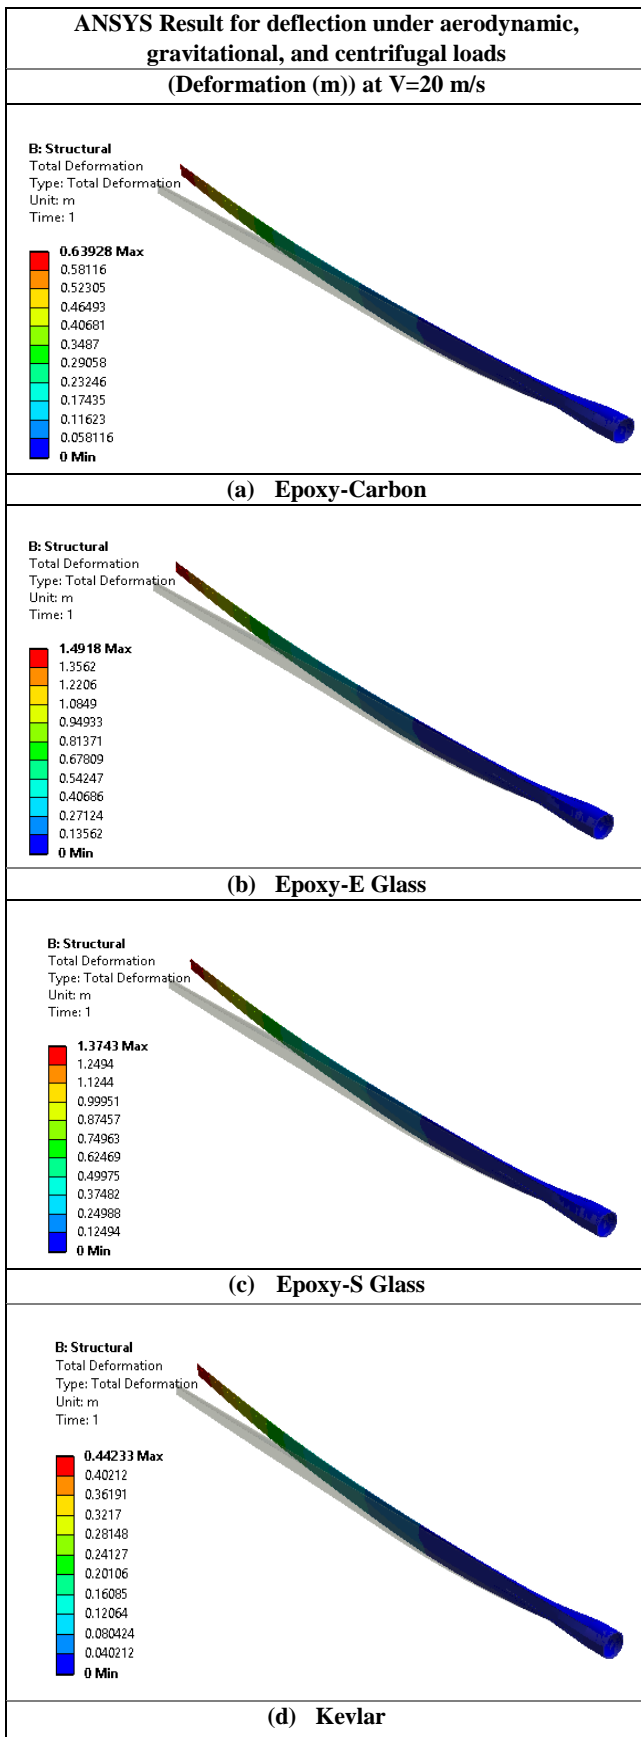 ANSYS Result for deflection under aerodynamic,
gravitational, and centrifugal loads
(Deformation (m)) at V=20 m/s
B: Structural
Total Deformation
Type: Total Deformation
Unit: m
Time: 1
0.63928 Max
0.58116
0.52305
0.46493
0.40681
0.3487
0.29058
0.23246
0.17435
0.11623
0.058116
0 Min
(a) Epoxy-Carbon
B: Structural
Total Deformation
Type: Total Deformation
Unit: m
Time: 1
1.4918 Max
1.3562
1.2206
1.0849
0.94933
0.81371
0.67809
0.54247
0.40686
0.27124
0.13562
0 Min
(b) Epoxy-E Glass
B: Structural
Total Deformation
Type: Total Deformation
Unit: m
Time: 1
1.3743 Max
1.2494
1.1244
0.99951
0.87457
0.74963
0.62469
0.49975
0.37482
0.24988
0.12494
0 Min
(c) Epoxy-S Glass
B: Structural
Total Deformation
Type: Total Deformation
Unit: m
Time: 1
0.44233 Max
0.40212
0.36191
0.3217
0.28148
0.24127
0.20106
0.16085
0.12064
0.080424
0.040212
0 Min
(d) Kevlar